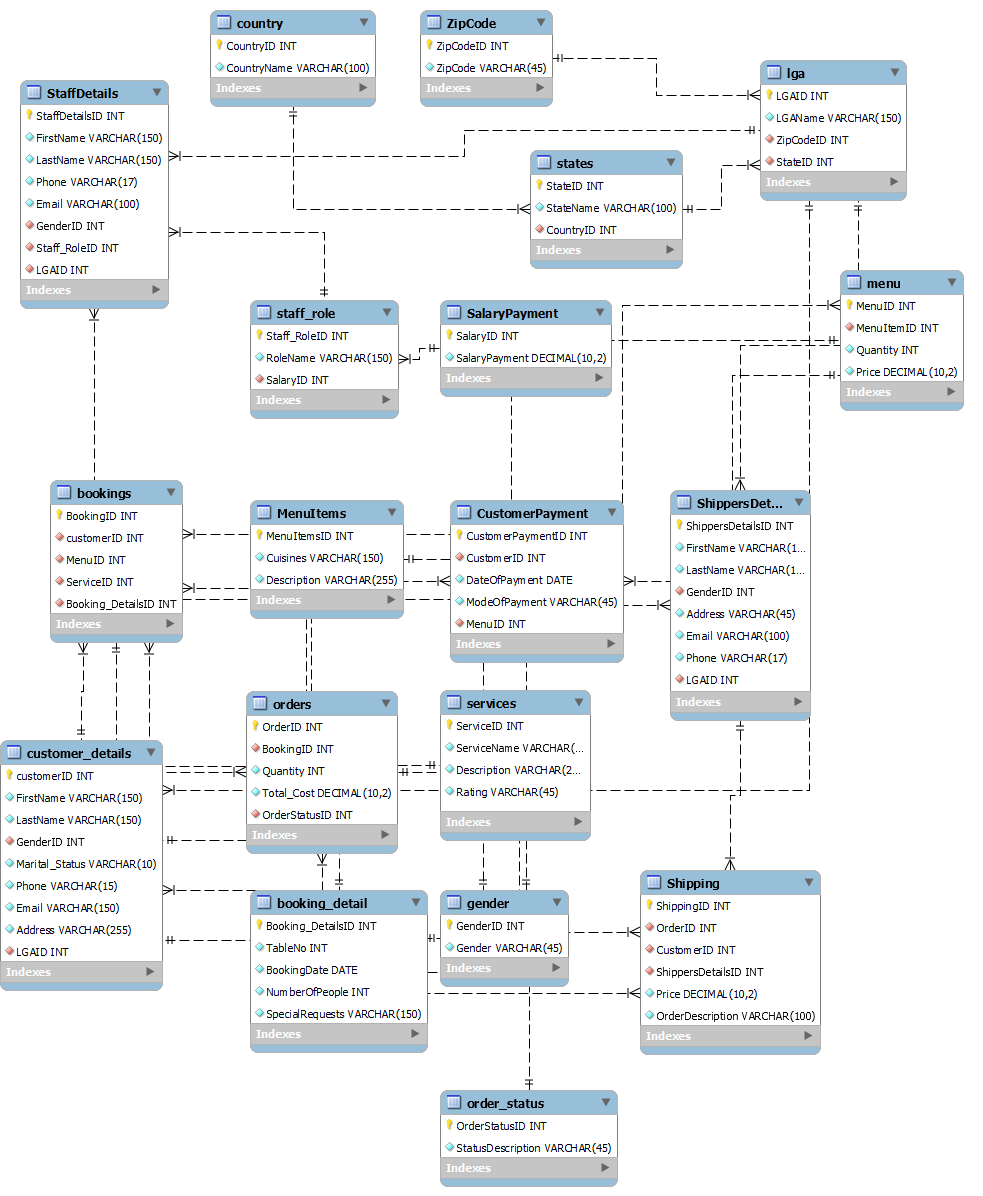 country
CountryID INT
CountryName VARCHAR(100)
Indexes
ZipCode
ZipCodeID INT
ZipCode VARCHAR(45)
Indexes
lga
LGAID INT
LGAName VARCHAR(150)
ZipCodeID INT
StateID INT
Indexes
StaffDetails
StaffDetailsID INT
FirstName VARCHAR(150)
LastName VARCHAR(150)
Phone VARCHAR(17)
Email VARCHAR(100)
GenderID INT
Staff_RoleID INT
LGAID INT
Indexes
states
StateID INT
StateName VARCHAR(100)
CountryID INT
Indexes
menu
MenuID INT
MenuItemID INT
Quantity INT
Price DECIMAL(10,2)
Indexes
staff_role
Staff_RoleID INT
RoleName VARCHAR(150)
SalaryID INT
Indexes
SalaryPayment
SalaryID INT
SalaryPayment DECIMAL(10,2)
Indexes
bookings
BookingID INT
customerID INT
MenuID INT
ServiceID INT
Booking_DetailsID INT
Indexes
MenuItems
MenuItemsID INT
Cuisines VARCHAR(150)
Description VARCHAR(255)
Indexes
CustomerPayment
CustomerPaymentID INT
CustomerID INT
DateOfPayment DATE
ModeOfPayment VARCHAR(45)
MenuID INT
Indexes
ShippersDet...
ShippersDetailsID INT
FirstName VARCHAR(1...
LastName VARCHAR(1...
GenderID INT
Address VARCHAR(45)
Email VARCHAR(100)
Phone VARCHAR(17)
LGAID INT
Indexes
customer_details
customerID INT
FirstName VARCHAR(150)
LastName VARCHAR(150)
GenderID INT
Marital_Status VARCHAR(10)
Phone VARCHAR(15)
Email VARCHAR(150)
Address VARCHAR(255)
LGAID INT
Indexes
orders
OrderID INT
BookingID INT
Quantity INT
Total_Cost DECIMAL(10,2)
OrderStatusID INT
Indexes
services
ServiceID INT
ServiceName VARCHAR(...
Description VARCHAR(2...
Rating VARCHAR(45)
Indexes
booking_detail
Booking_DetailsID INT
TableNo INT
BookingDate DATE
NumberOfPeople INT
SpecialRequests VARCHAR(150)
Indexes
gender
GenderID INT
Gender VARCHAR(45)
Indexes
Shipping
ShippingID INT
OrderID INT
CustomerID INT
ShippersDetailsID INT
Price DECIMAL(10,2)
OrderDescription VARCHAR(100)
Indexes
order_status
OrderStatusID INT
StatusDescription VARCHAR(45)
Indexes